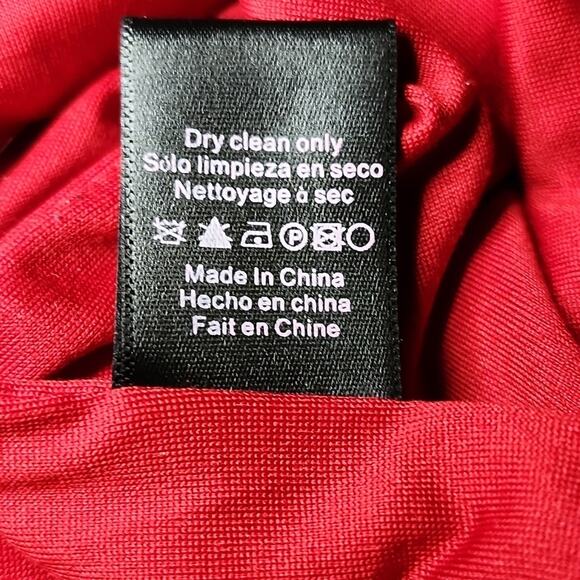 Dry clean only
Sólo limpieza en seco
Nettoyage à sec
P
Made In China
Hecho en china
Fait en Chine